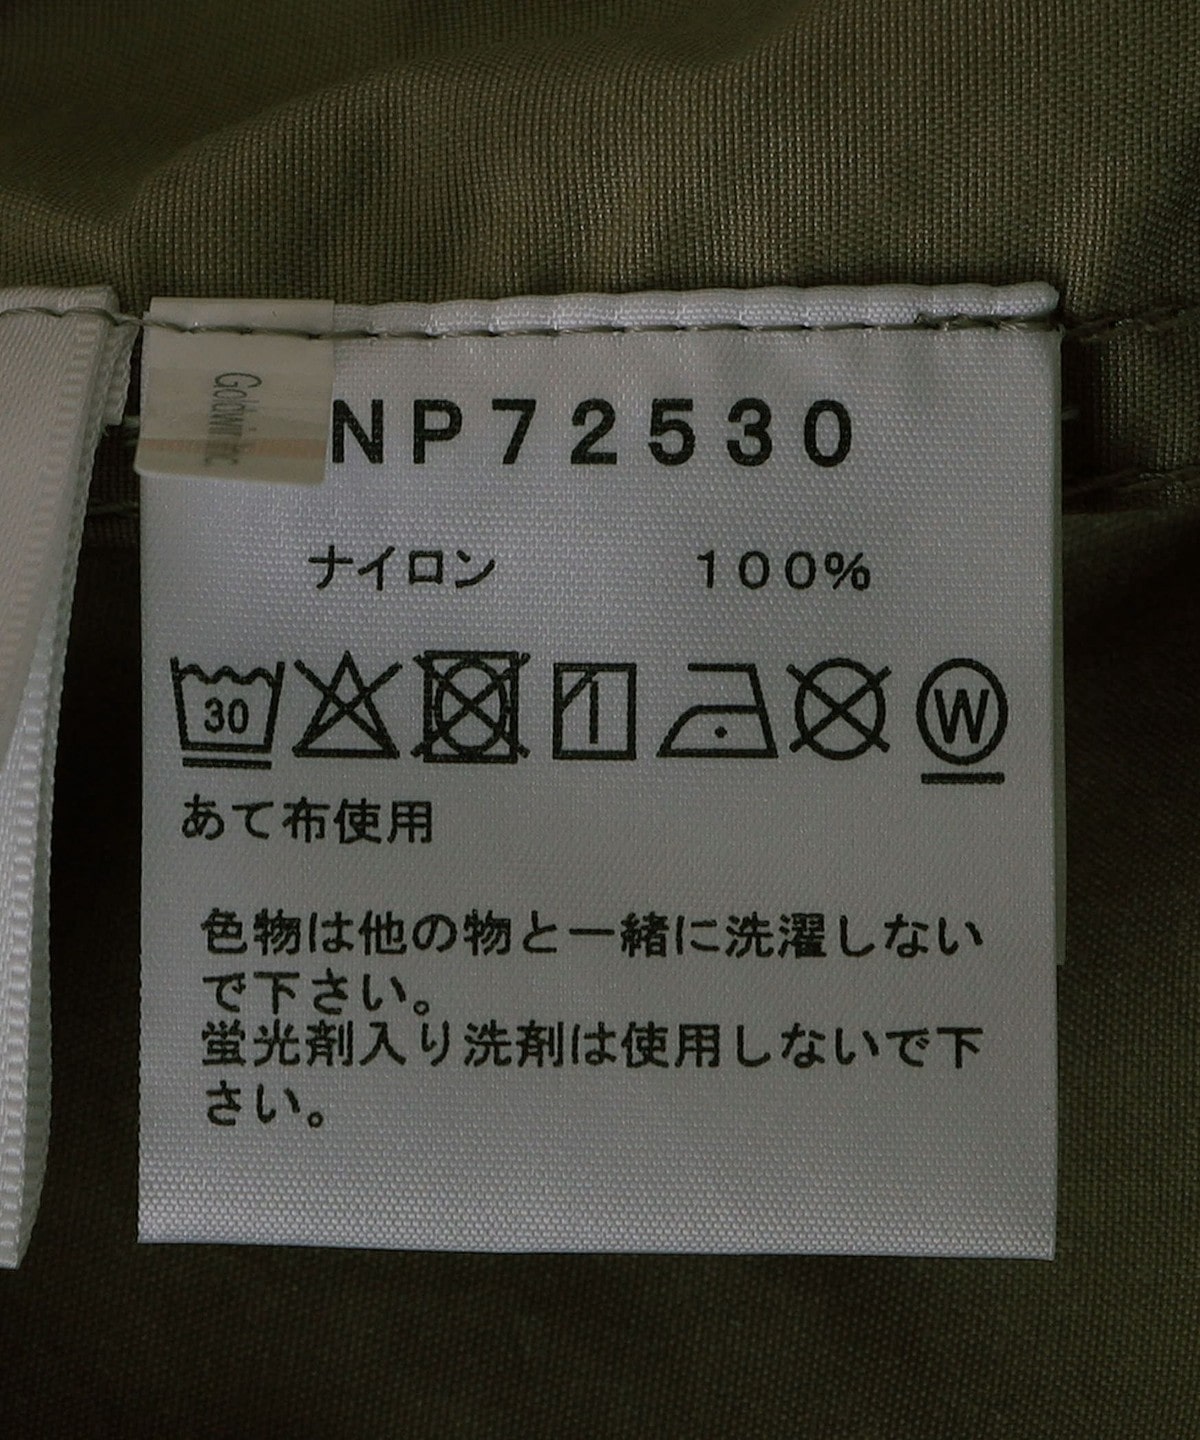 Goldwin Inc
NP72530
ナイロン 100%
30 W
あて布使用
色物は他の物と一緒に洗濯しない
で下さい。
蛍光剤入り洗剤は使用しないで下
さい。